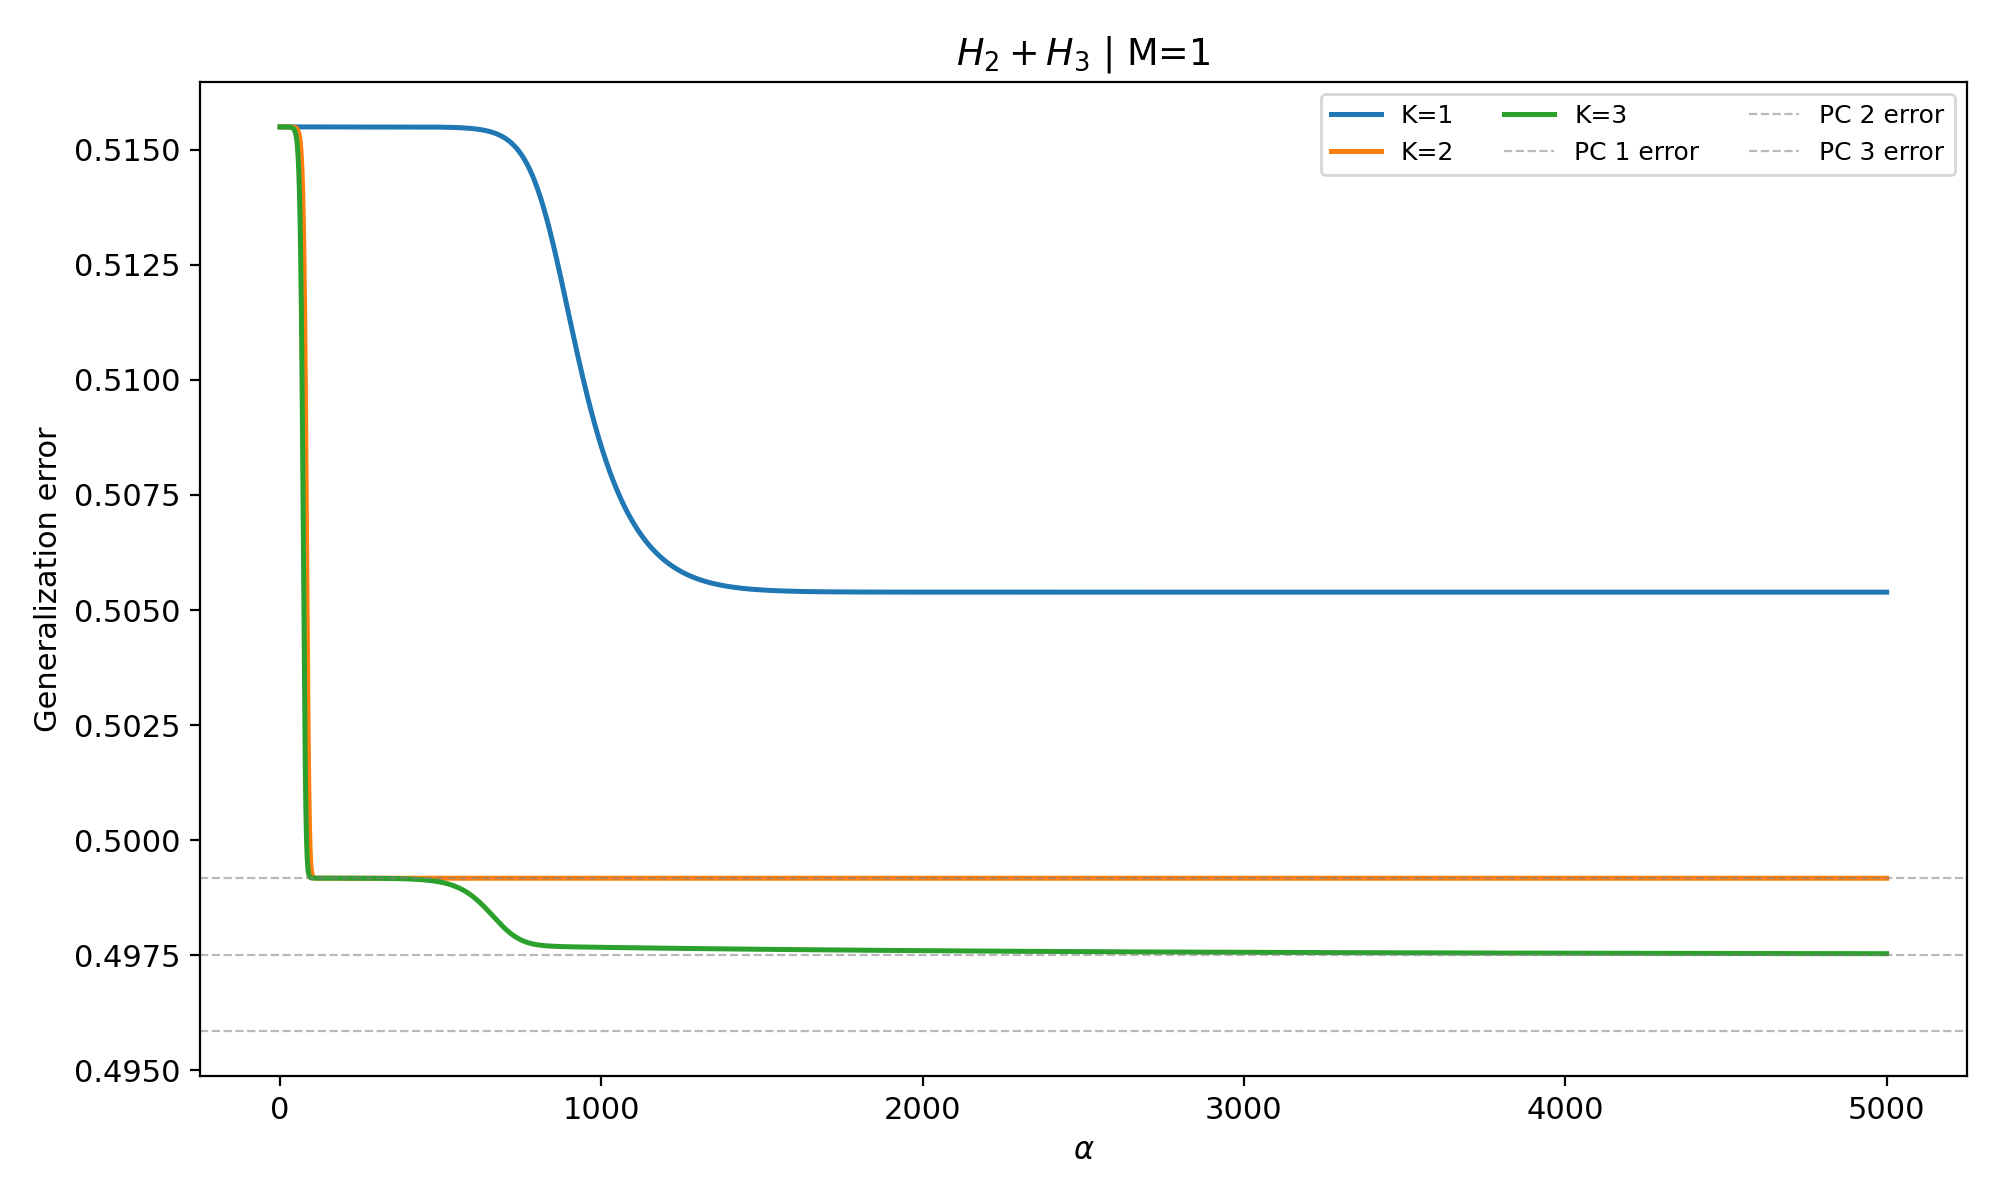 H₂ + H₃ | M=1
K=1
K=2
K=3
PC 1 error
PC 2 error
PC 3 error
Generalization error
0.5150
0.5125
0.5100
0.5075
0.5050
0.5025
0.5000
0.4975
0.4950
0 1000 2000 3000 4000 5000
α